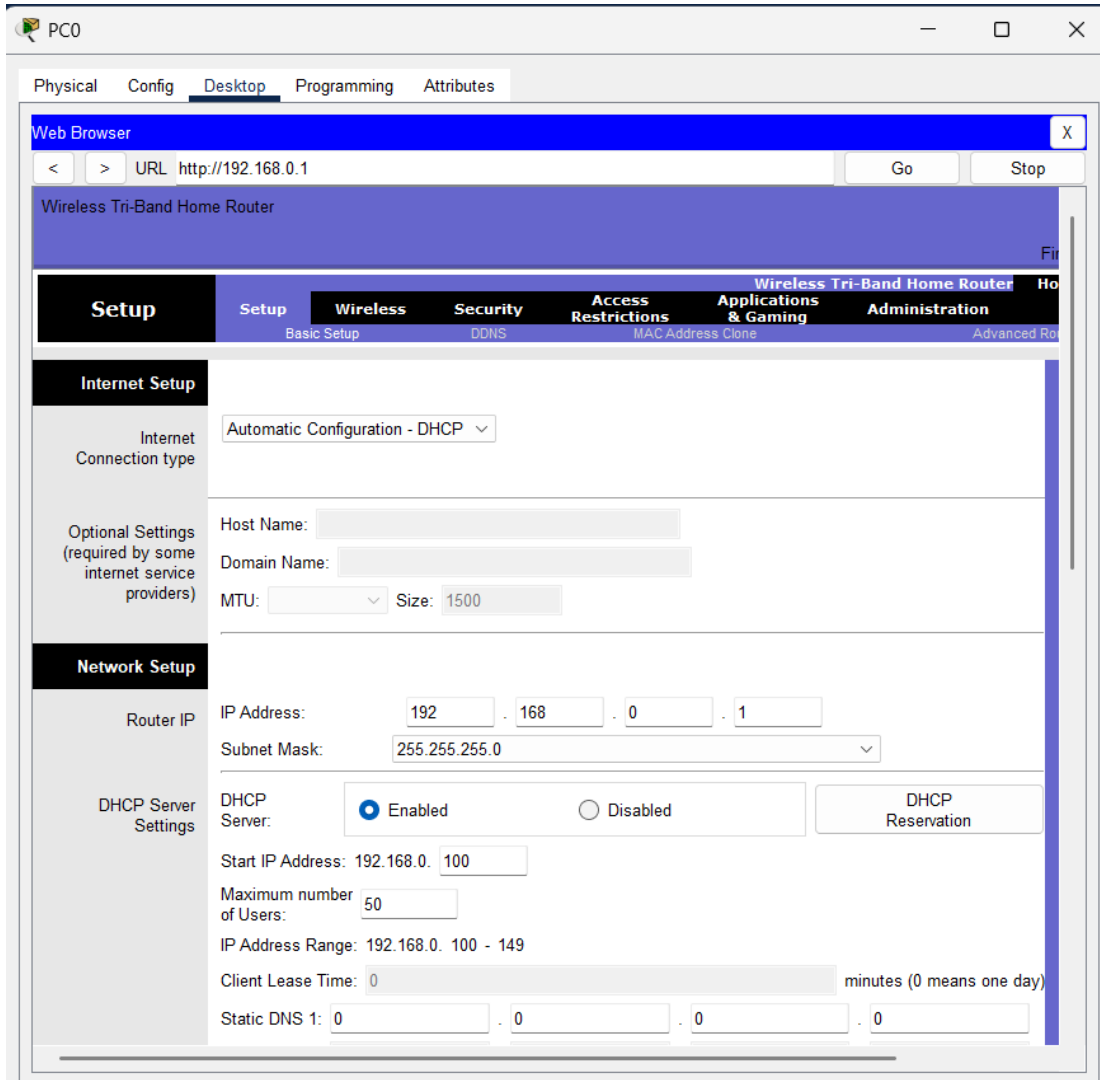 PC0
Physical Config Desktop Programming Attributes
Web Browser X
< > URL http://192.168.0.1 Go Stop
Wireless Tri-Band Home Router
Fir
Wireless Tri-Band Home Router Ho
Setup Setup Wireless Security Access Restrictions Applications & Gaming Administration
Basic Setup DDNS MAC Address Clone Advanced Rou
Internet Setup
Internet Connection type Automatic Configuration - DHCP
Optional Settings (required by some internet service providers) Host Name:
Domain Name:
MTU: Size: 1500
Network Setup
Router IP IP Address: 192 . 168 . 0 . 1
Subnet Mask: 255.255.255.0
DHCP Server Settings DHCP Server: Enabled Disabled DHCP Reservation
Start IP Address: 192.168.0. 100
Maximum number of Users: 50
IP Address Range: 192.168.0. 100 - 149
Client Lease Time: 0 minutes (0 means one day)
Static DNS 1: 0 . 0 . 0 . 0